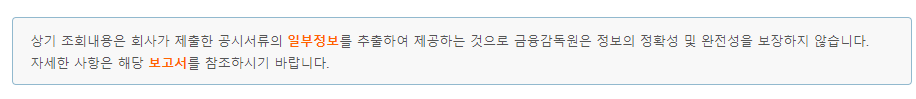 상기 조회내용은 회사가 제출한 공시서류의 일부정보를 추출하여 제공하는 것으로 금융감독원은 정보의 정확성 및 완전성을 보장하지 않습니다.
자세한 사항은 해당 보고서를 참조하시기 바랍니다.